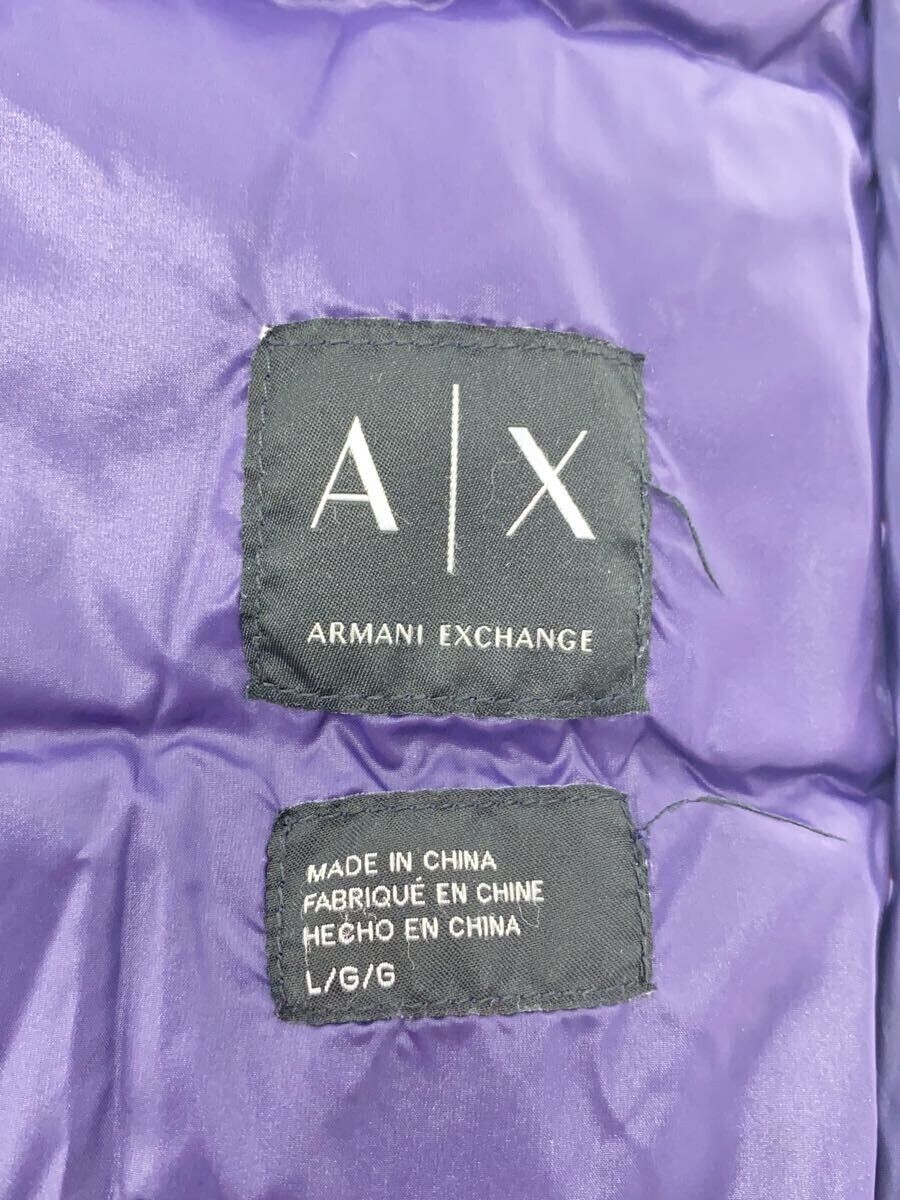 A|X
ARMANI EXCHANGE
MADE IN CHINA
FABRIQUÉ EN CHINE
HECHO EN CHINA
L/G/G